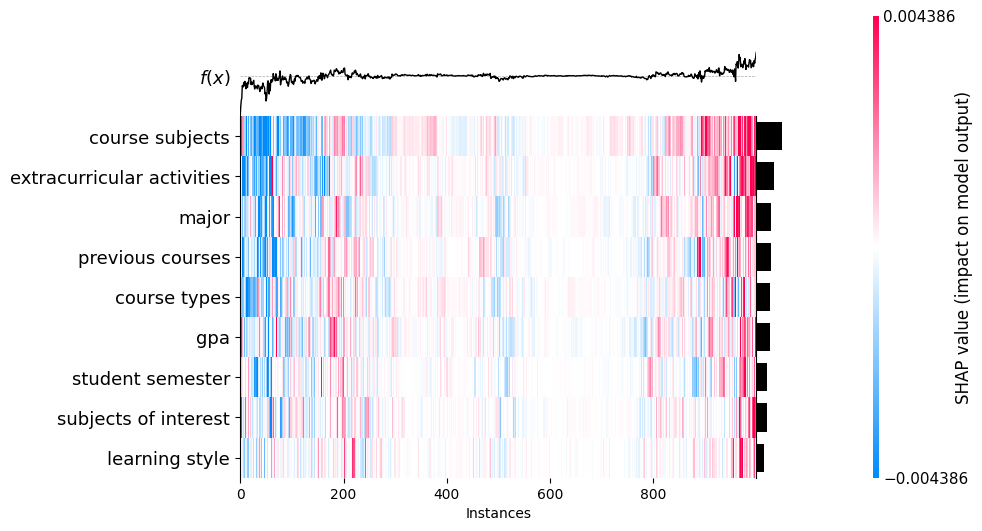 0.004386
f(x)
course subjects
extracurricular activities
major
previous courses
course types
gpa
student semester
subjects of interest
learning style
0 200 400 600 800
Instances
−0.004386
SHAP value (impact on model output)